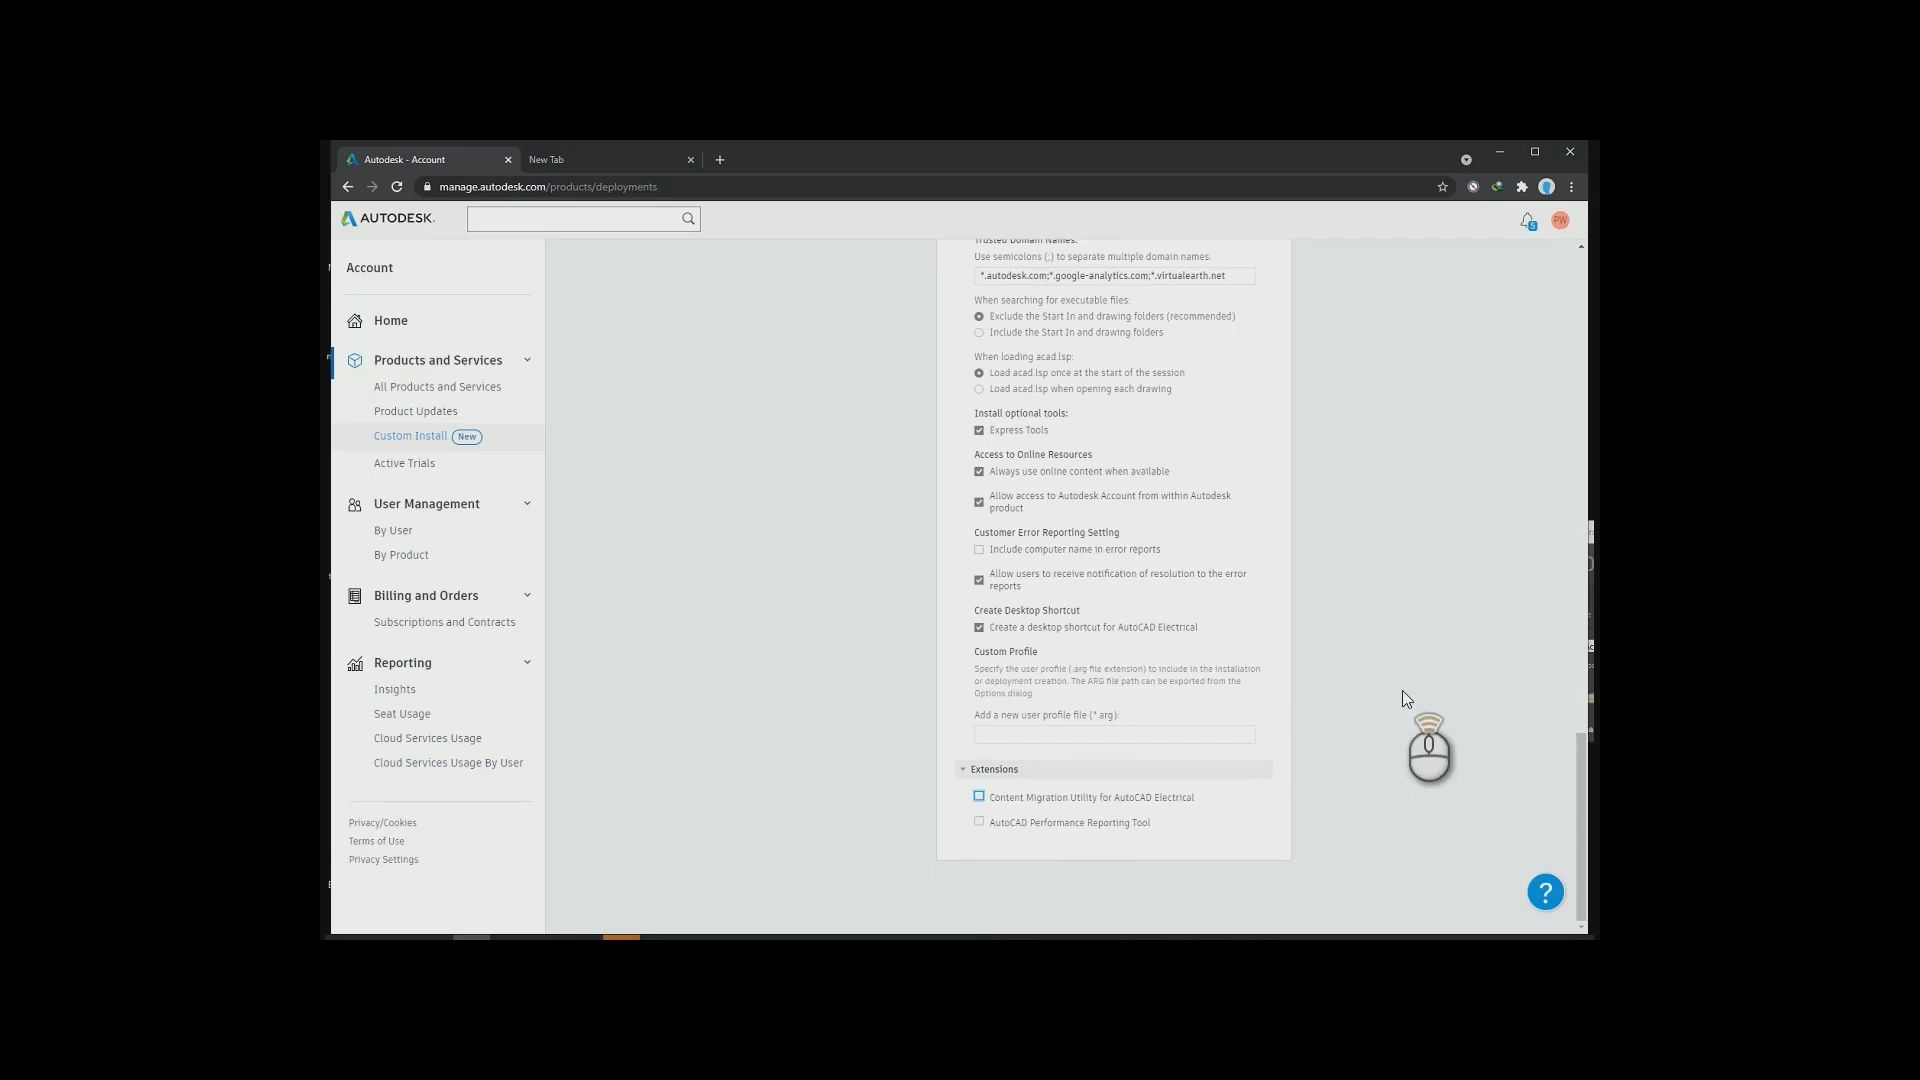 Autodesk - Account
New Tab
manage.autodesk.com/products/deployments
AUTODESK
5
PW
Account
Home
Products and Services
All Products and Services
Product Updates
Custom Install New
Active Trials
User Management
By User
By Product
Billing and Orders
Subscriptions and Contracts
Reporting
Insights
Seat Usage
Cloud Services Usage
Cloud Services Usage By User
Privacy/Cookies
Terms of Use
Privacy Settings
Trusted Domain Names:
Use semicolons (;) to separate multiple domain names.
*.autodesk.com;*.google-analytics.com;*.virtualearth.net
When searching for executable files:
Exclude the Start In and drawing folders (recommended)
Include the Start In and drawing folders
When loading acad.lsp:
Load acad.lsp once at the start of the session
Load acad.lsp when opening each drawing
Install optional tools:
Express Tools
Access to Online Resources
Always use online content when available
Allow access to Autodesk Account from within Autodesk
product
Customer Error Reporting Setting
Include computer name in error reports
Allow users to receive notification of resolution to the error
reports
Create Desktop Shortcut
Create a desktop shortcut for AutoCAD Electrical
Custom Profile
Specify the user profile (.arg file extension) to include in the installation
or deployment creation. The ARG file path can be exported from the
Options dialog.
Add a new user profile file (*.arg):
Extensions
Content Migration Utility for AutoCAD Electrical
AutoCAD Performance Reporting Tool
?